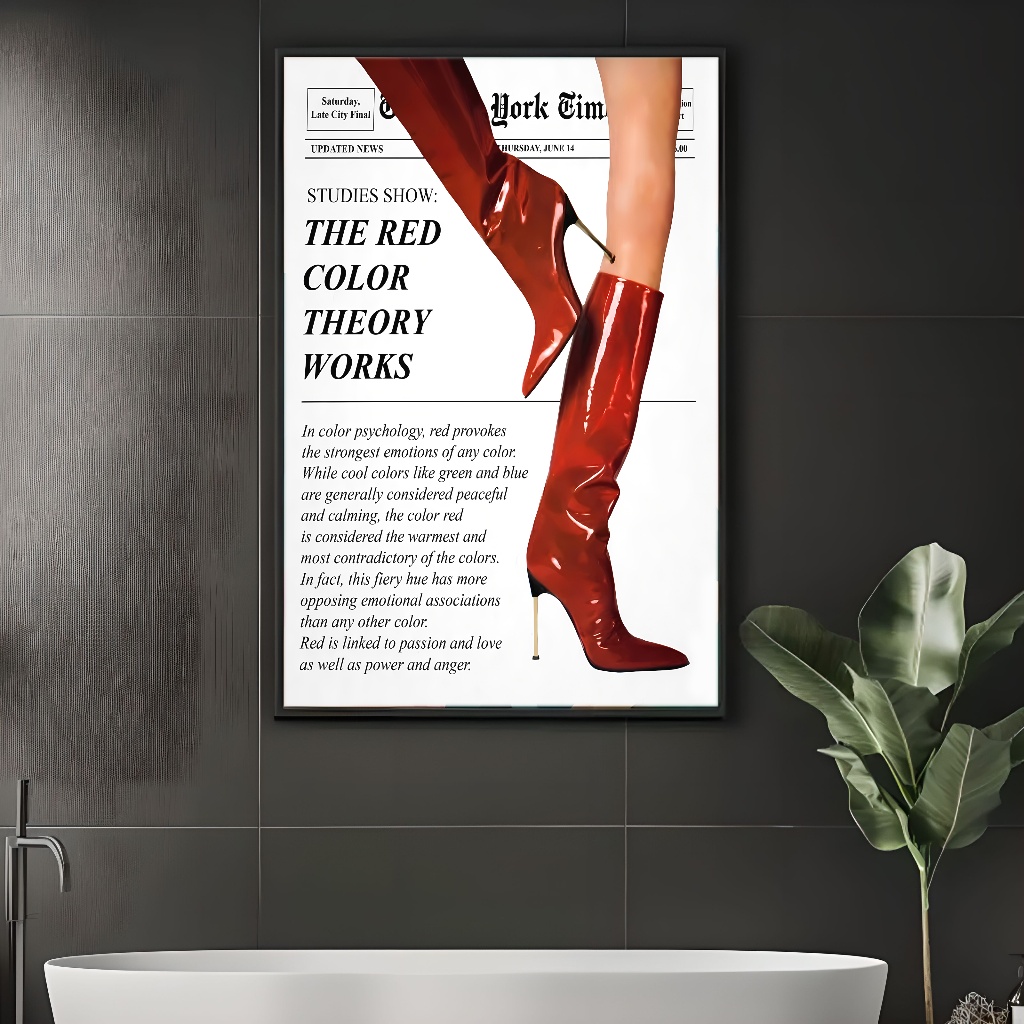 Saturday,
Late City Final
York Tim
UPDATED NEWS
THURSDAY, JUNE 14
.00
STUDIES SHOW:
THE RED
COLOR
THEORY
WORKS
In color psychology, red provokes
the strongest emotions of any color.
While cool colors like green and blue
are generally considered peaceful
and calming, the color red
is considered the warmest and
most contradictory of the colors.
In fact, this fiery hue has more
opposing emotional associations
than any other color.
Red is linked to passion and love
as well as power and anger.